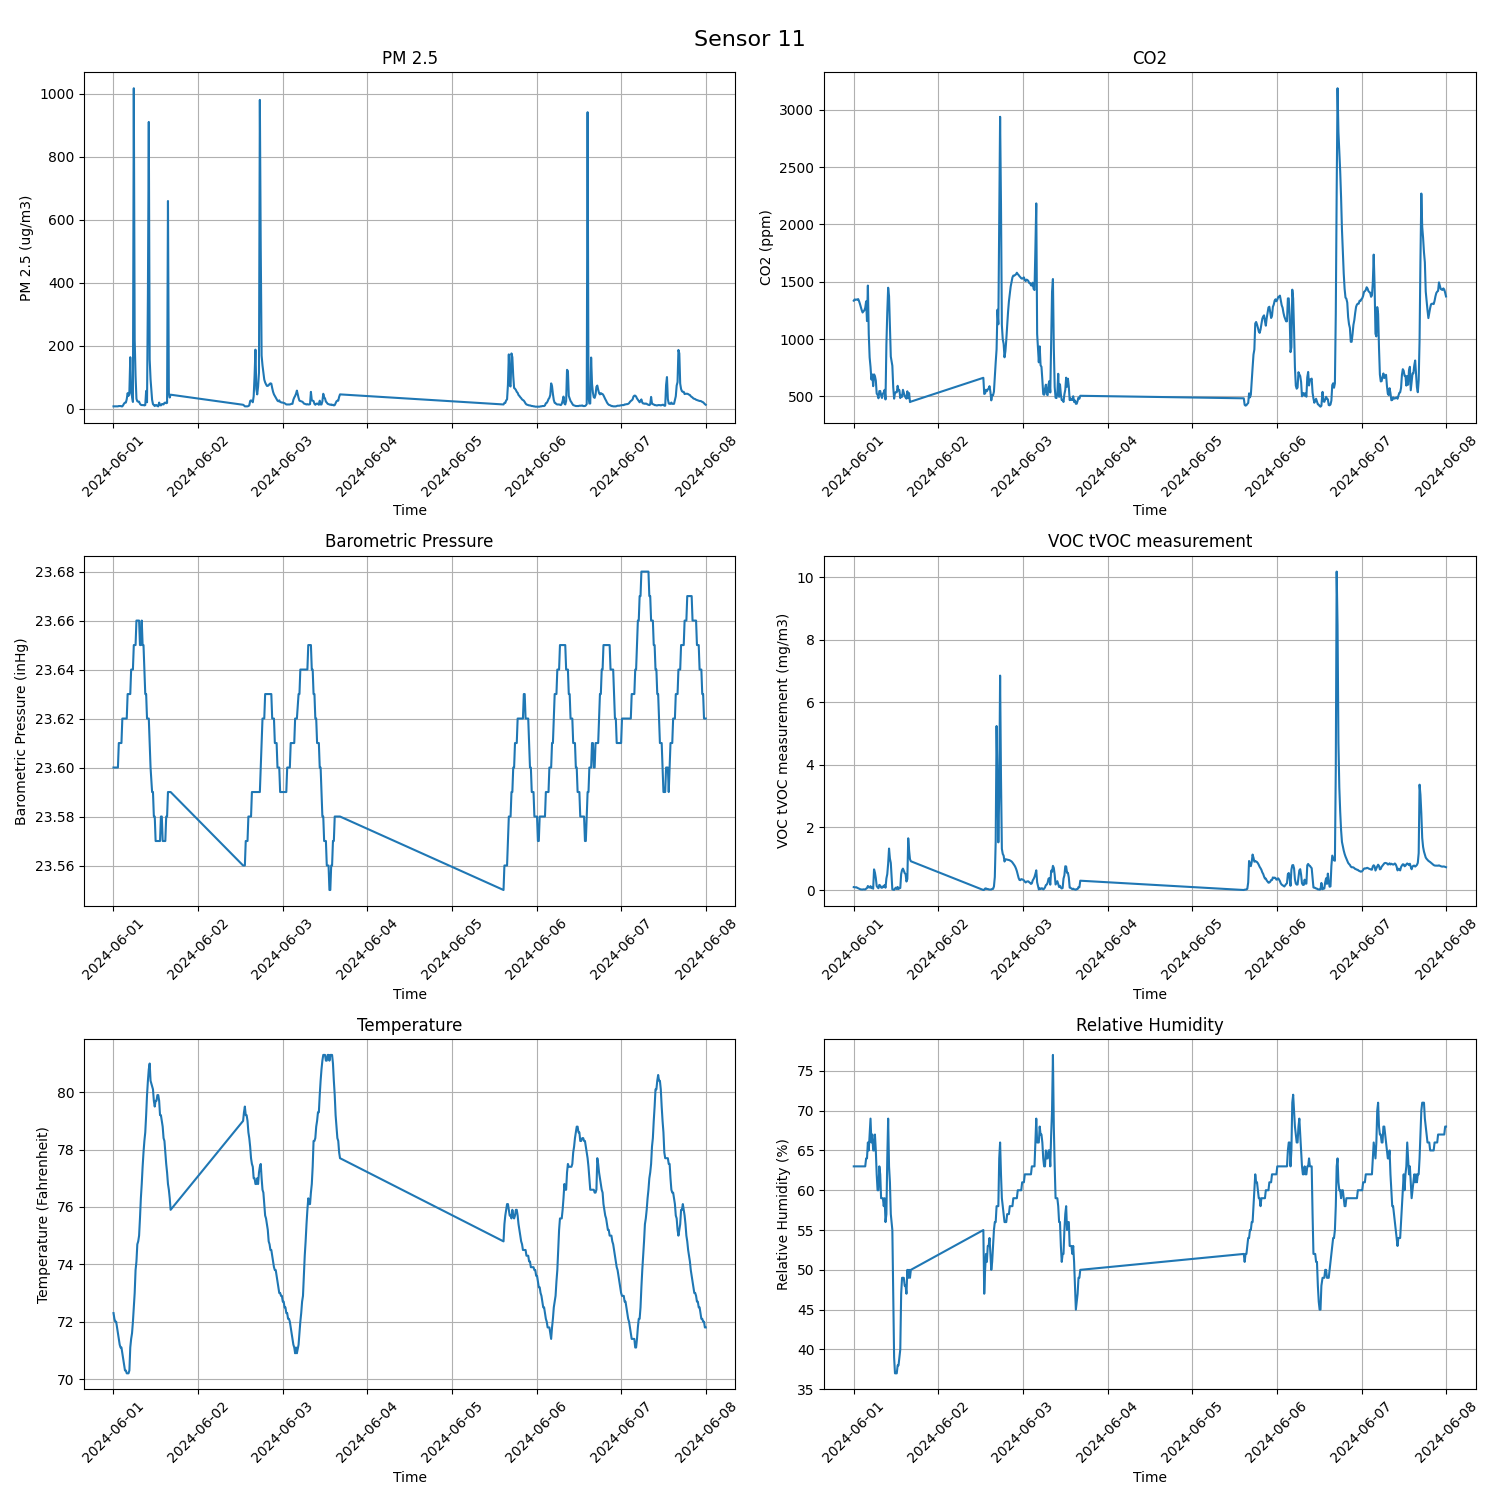 Sensor 11
PM 2.5
PM 2.5 (ug/m3)
1000
800
600
400
200
0
2024-06-01 2024-06-02 2024-06-03 2024-06-04 2024-06-05 2024-06-06 2024-06-07 2024-06-08
Time
CO2
CO2 (ppm)
3000
2500
2000
1500
1000
500
2024-06-01 2024-06-02 2024-06-03 2024-06-04 2024-06-05 2024-06-06 2024-06-07 2024-06-08
Time
Barometric Pressure
Barometric Pressure (inHg)
23.68
23.66
23.64
23.62
23.60
23.58
23.56
2024-06-01 2024-06-02 2024-06-03 2024-06-04 2024-06-05 2024-06-06 2024-06-07 2024-06-08
Time
VOC tVOC measurement
VOC tVOC measurement (mg/m3)
10
8
6
4
2
0
2024-06-01 2024-06-02 2024-06-03 2024-06-04 2024-06-05 2024-06-06 2024-06-07 2024-06-08
Time
Temperature
Temperature (Fahrenheit)
80
78
76
74
72
70
2024-06-01 2024-06-02 2024-06-03 2024-06-04 2024-06-05 2024-06-06 2024-06-07 2024-06-08
Time
Relative Humidity
Relative Humidity (%)
75
70
65
60
55
50
45
40
35
2024-06-01 2024-06-02 2024-06-03 2024-06-04 2024-06-05 2024-06-06 2024-06-07 2024-06-08
Time